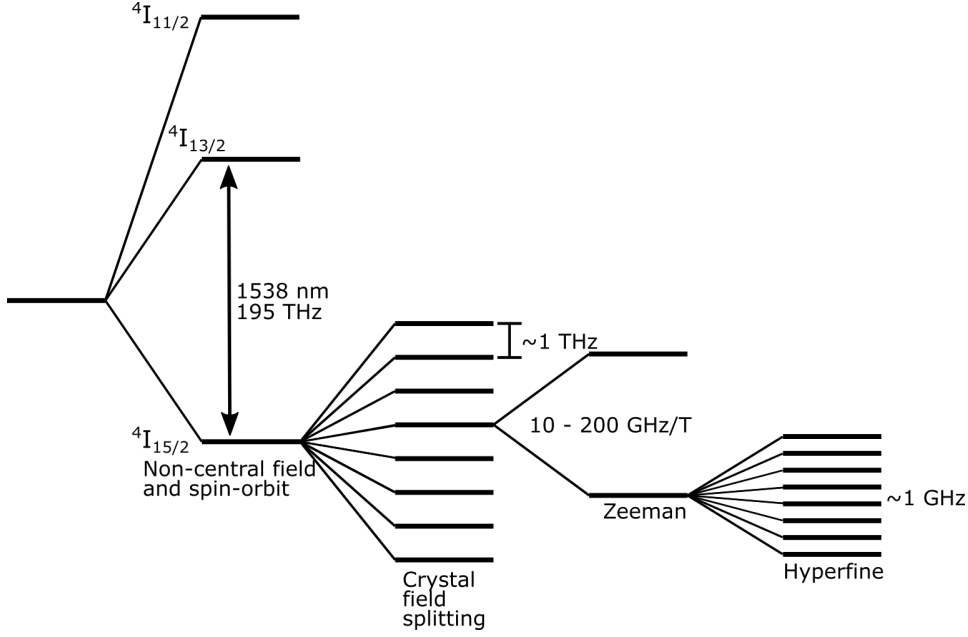 ⁴I₁₁/₂
⁴I₁₃/₂
1538 nm
195 THz
~1 THz
10 - 200 GHz/T
⁴I₁₅/₂
Non-central field
and spin-orbit
~1 GHz
Zeeman
Hyperfine
Crystal
field
splitting